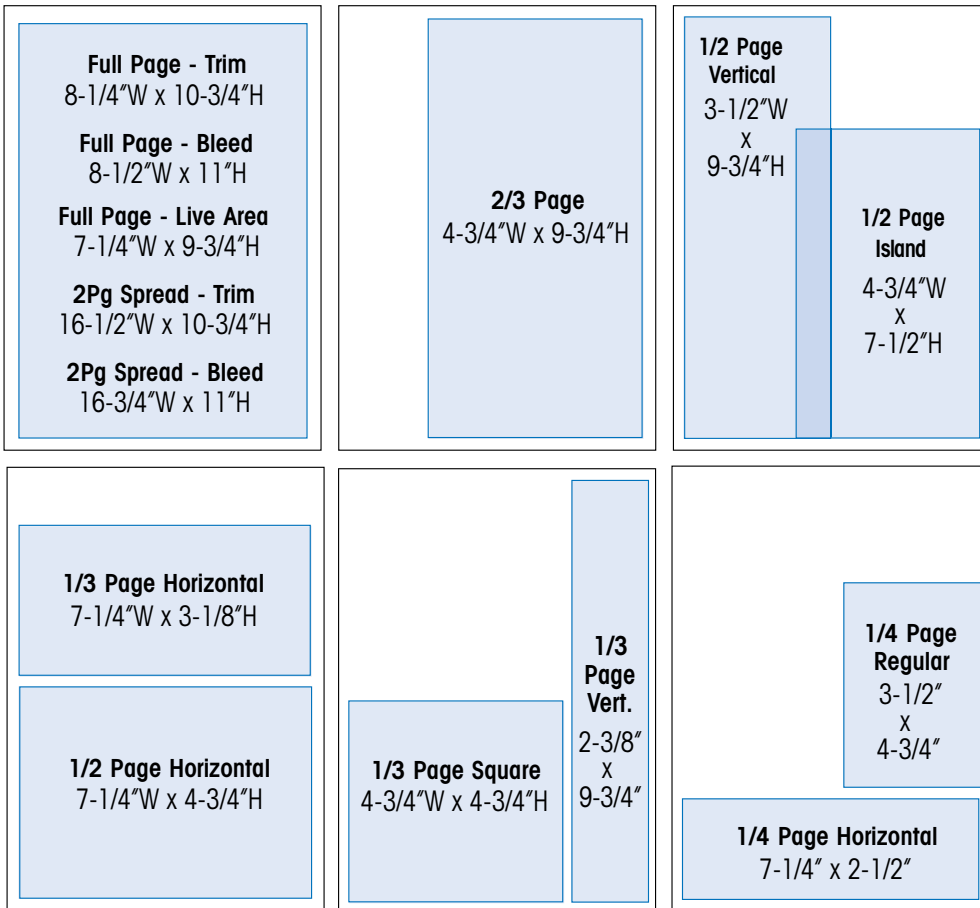 Full Page - Trim
8-1/4″W x 10-3/4″H
Full Page - Bleed
8-1/2″W x 11″H
Full Page - Live Area
7-1/4″W x 9-3/4″H
2Pg Spread - Trim
16-1/2″W x 10-3/4″H
2Pg Spread - Bleed
16-3/4″W x 11″H
2/3 Page
4-3/4″W x 9-3/4″H
1/2 Page
Vertical
3-1/2″W
x
9-3/4″H
1/2 Page
Island
4-3/4″W
x
7-1/2″H
1/3 Page Horizontal
7-1/4″W x 3-1/8″H
1/2 Page Horizontal
7-1/4″W x 4-3/4″H
1/3 Page Square
4-3/4″W x 4-3/4″H
1/3
Page
Vert.
2-3/8″
x
9-3/4″
1/4 Page
Regular
3-1/2″
x
4-3/4″
1/4 Page Horizontal
7-1/4″ x 2-1/2″